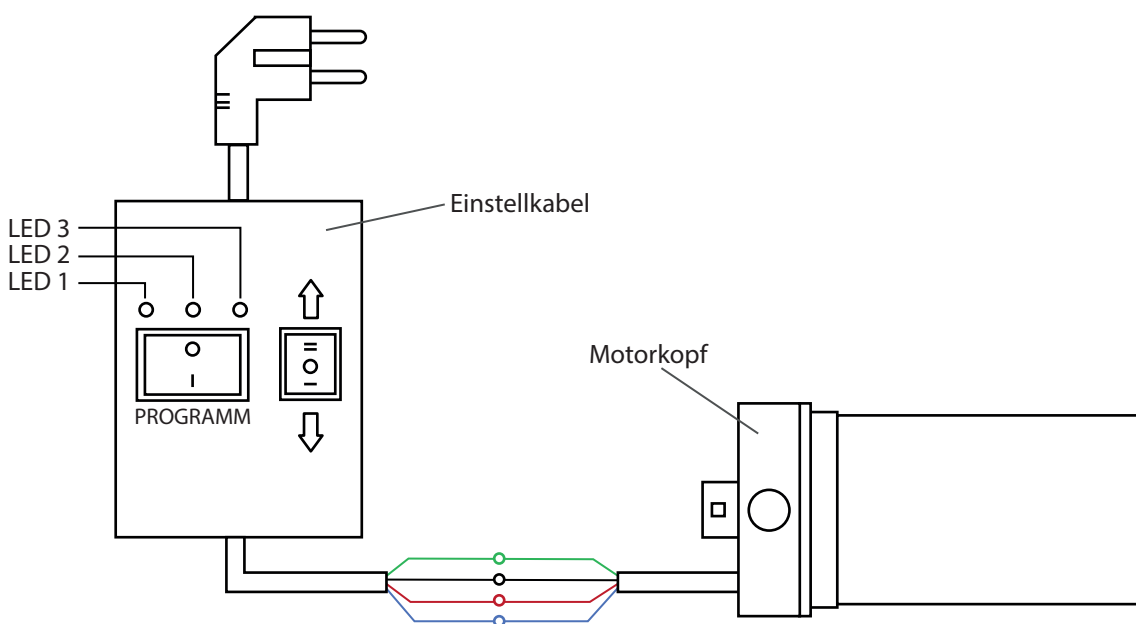 Einstellkabel
LED 3
LED 2
LED 1
Motorkopf
PROGRAMM